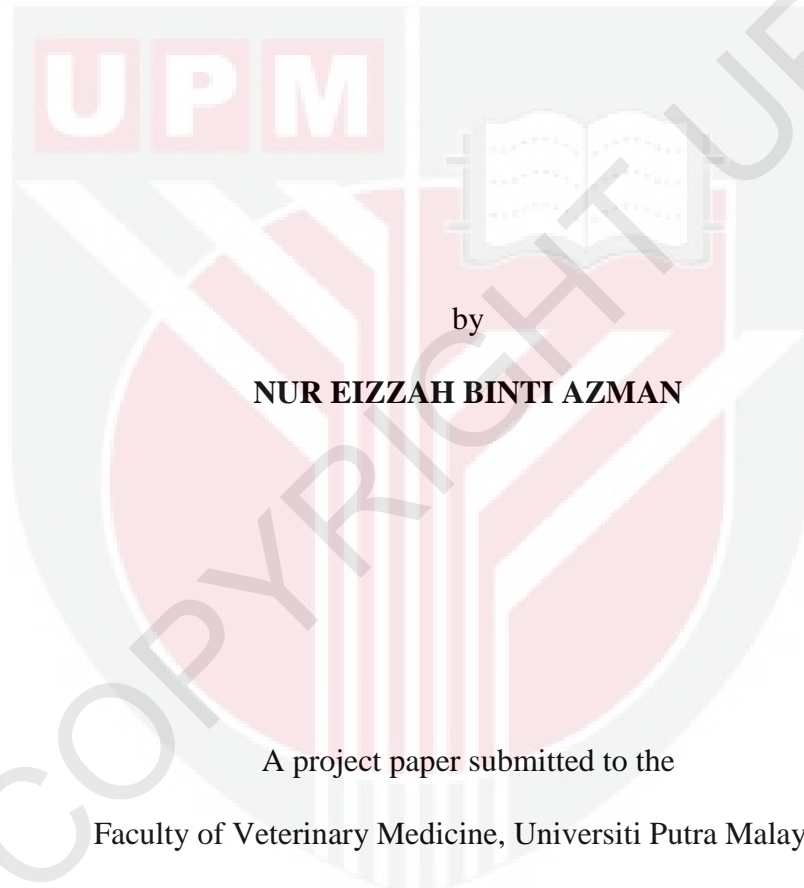 UPM
by
NUR EIZZAH BINTI AZMAN
A project paper submitted to the
Faculty of Veterinary Medicine, Universiti Putra Malay
COPYRIGHT UP